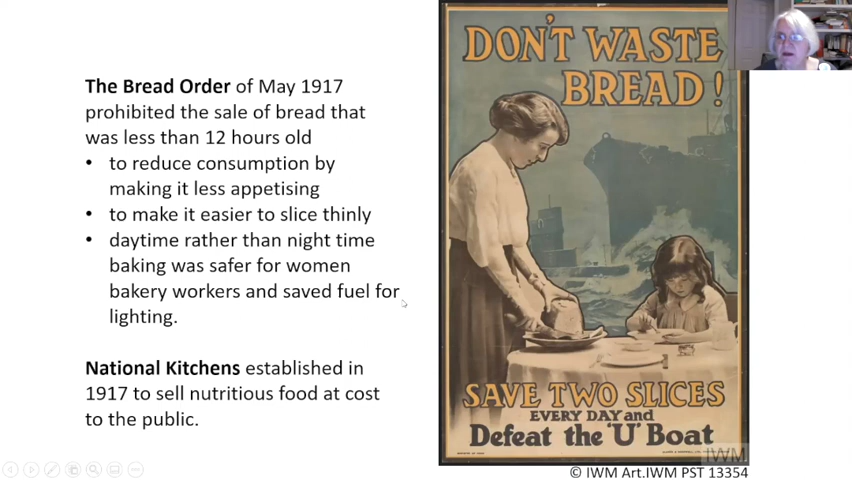 The Bread Order of May 1917
prohibited the sale of bread that
was less than 12 hours old
• to reduce consumption by
making it less appetising
• to make it easier to slice thinly
• daytime rather than night time
baking was safer for women
bakery workers and saved fuel for
lighting.
National Kitchens established in
1917 to sell nutritious food at cost
to the public.
DON'T WASTE
BREAD!
SAVE TWO SLICES
EVERY DAY and
Defeat the 'U' Boat
IWM
© IWM Art.IWM PST 13354